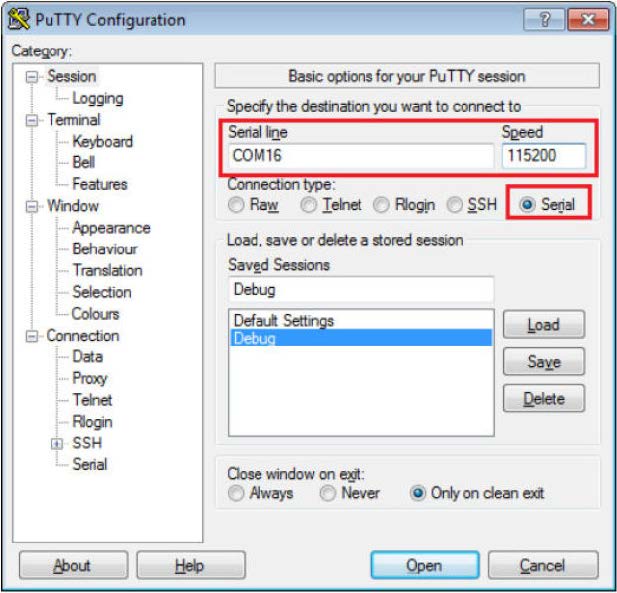 PuTTY Configuration
?
Category:
Session
Logging
Terminal
Keyboard
Bell
Features
Window
Appearance
Behaviour
Translation
Selection
Colours
Connection
Data
Proxy
Telnet
Rlogin
SSH
Serial
Basic options for your PuTTY session
Specify the destination you want to connect to
Serial line Speed
COM16 115200
Connection type:
Raw Telnet Rlogin SSH Serial
Load, save or delete a stored session
Saved Sessions
Debug
Default Settings
Debug
Load
Save
Delete
Close window on exit:
Always Never Only on clean exit
About Help Open Cancel